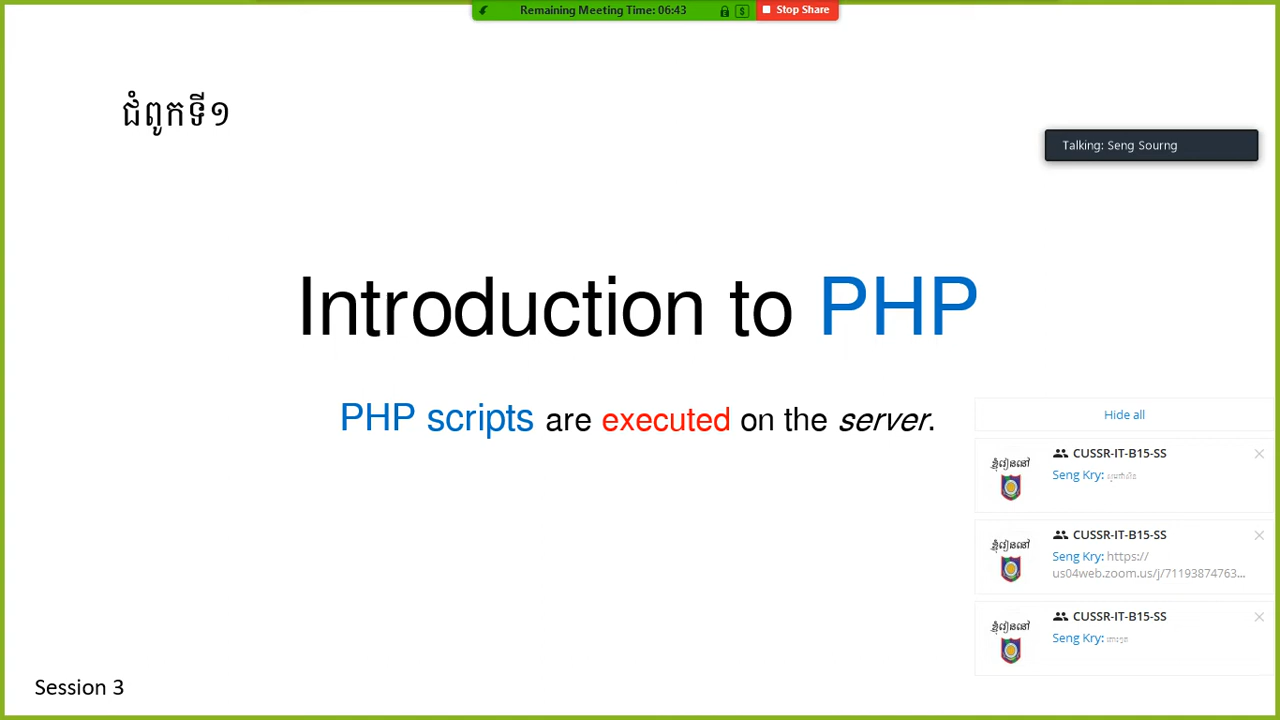 Remaining Meeting Time: 06:43
Stop Share
ជំពូកទី១
Talking: Seng Sourng
Introduction to PHP
PHP scripts are executed on the server.
Hide all
CUSSR-IT-B15-SS
Seng Kry:
CUSSR-IT-B15-SS
Seng Kry: https://
us04web.zoom.us/j/71193874763...
CUSSR-IT-B15-SS
Seng Kry:
Session 3